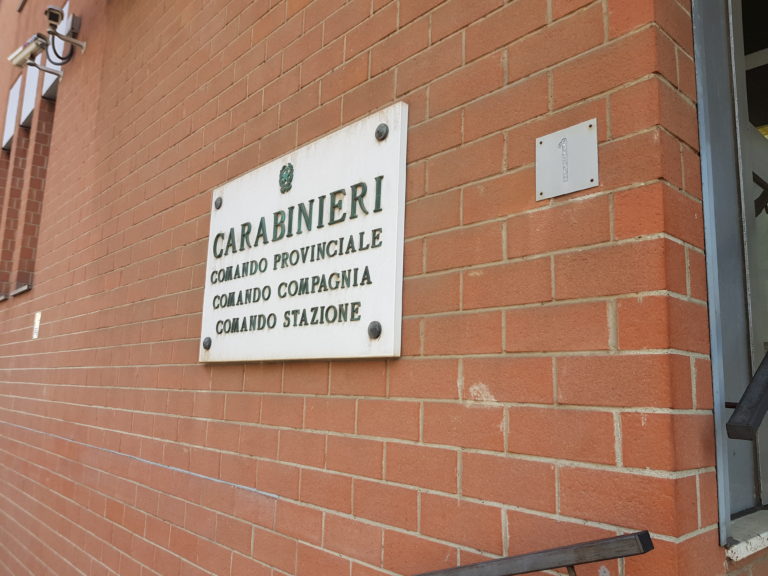 CARABINIERI
COMANDO PROVINCIALE
COMANDO COMPAGNIA
COMANDO STAZIONE